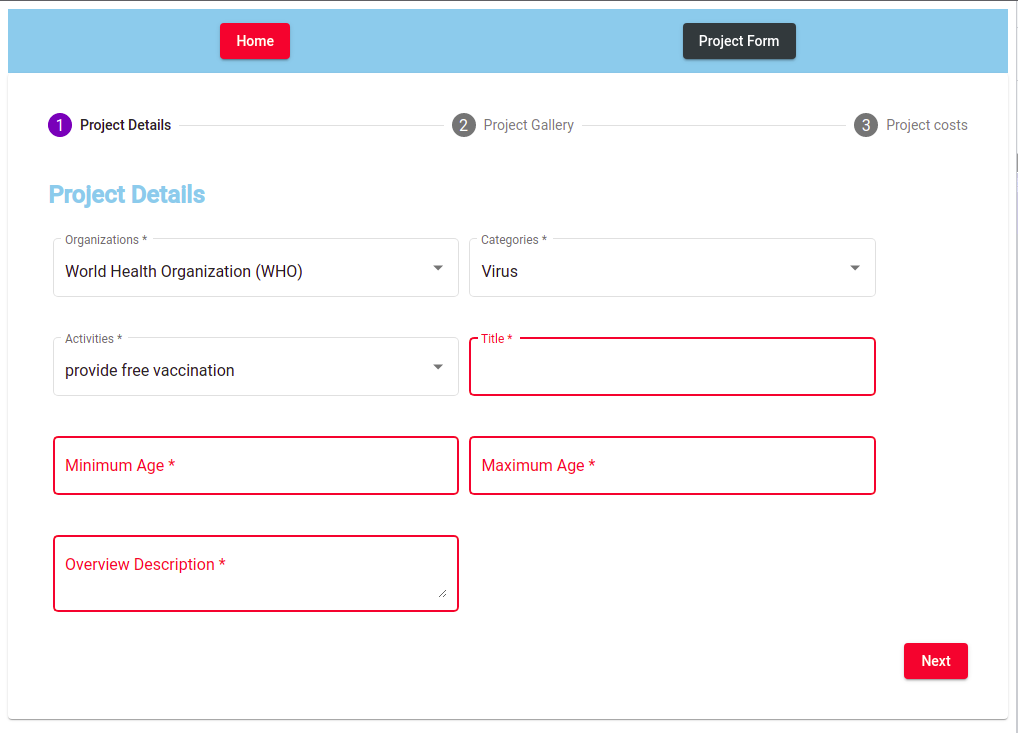 Home Project Form
1 Project Details 2 Project Gallery 3 Project costs
Project Details
Organizations * Categories *
World Health Organization (WHO) Virus
Activities * Title *
provide free vaccination
Minimum Age * Maximum Age *
Overview Description *
Next